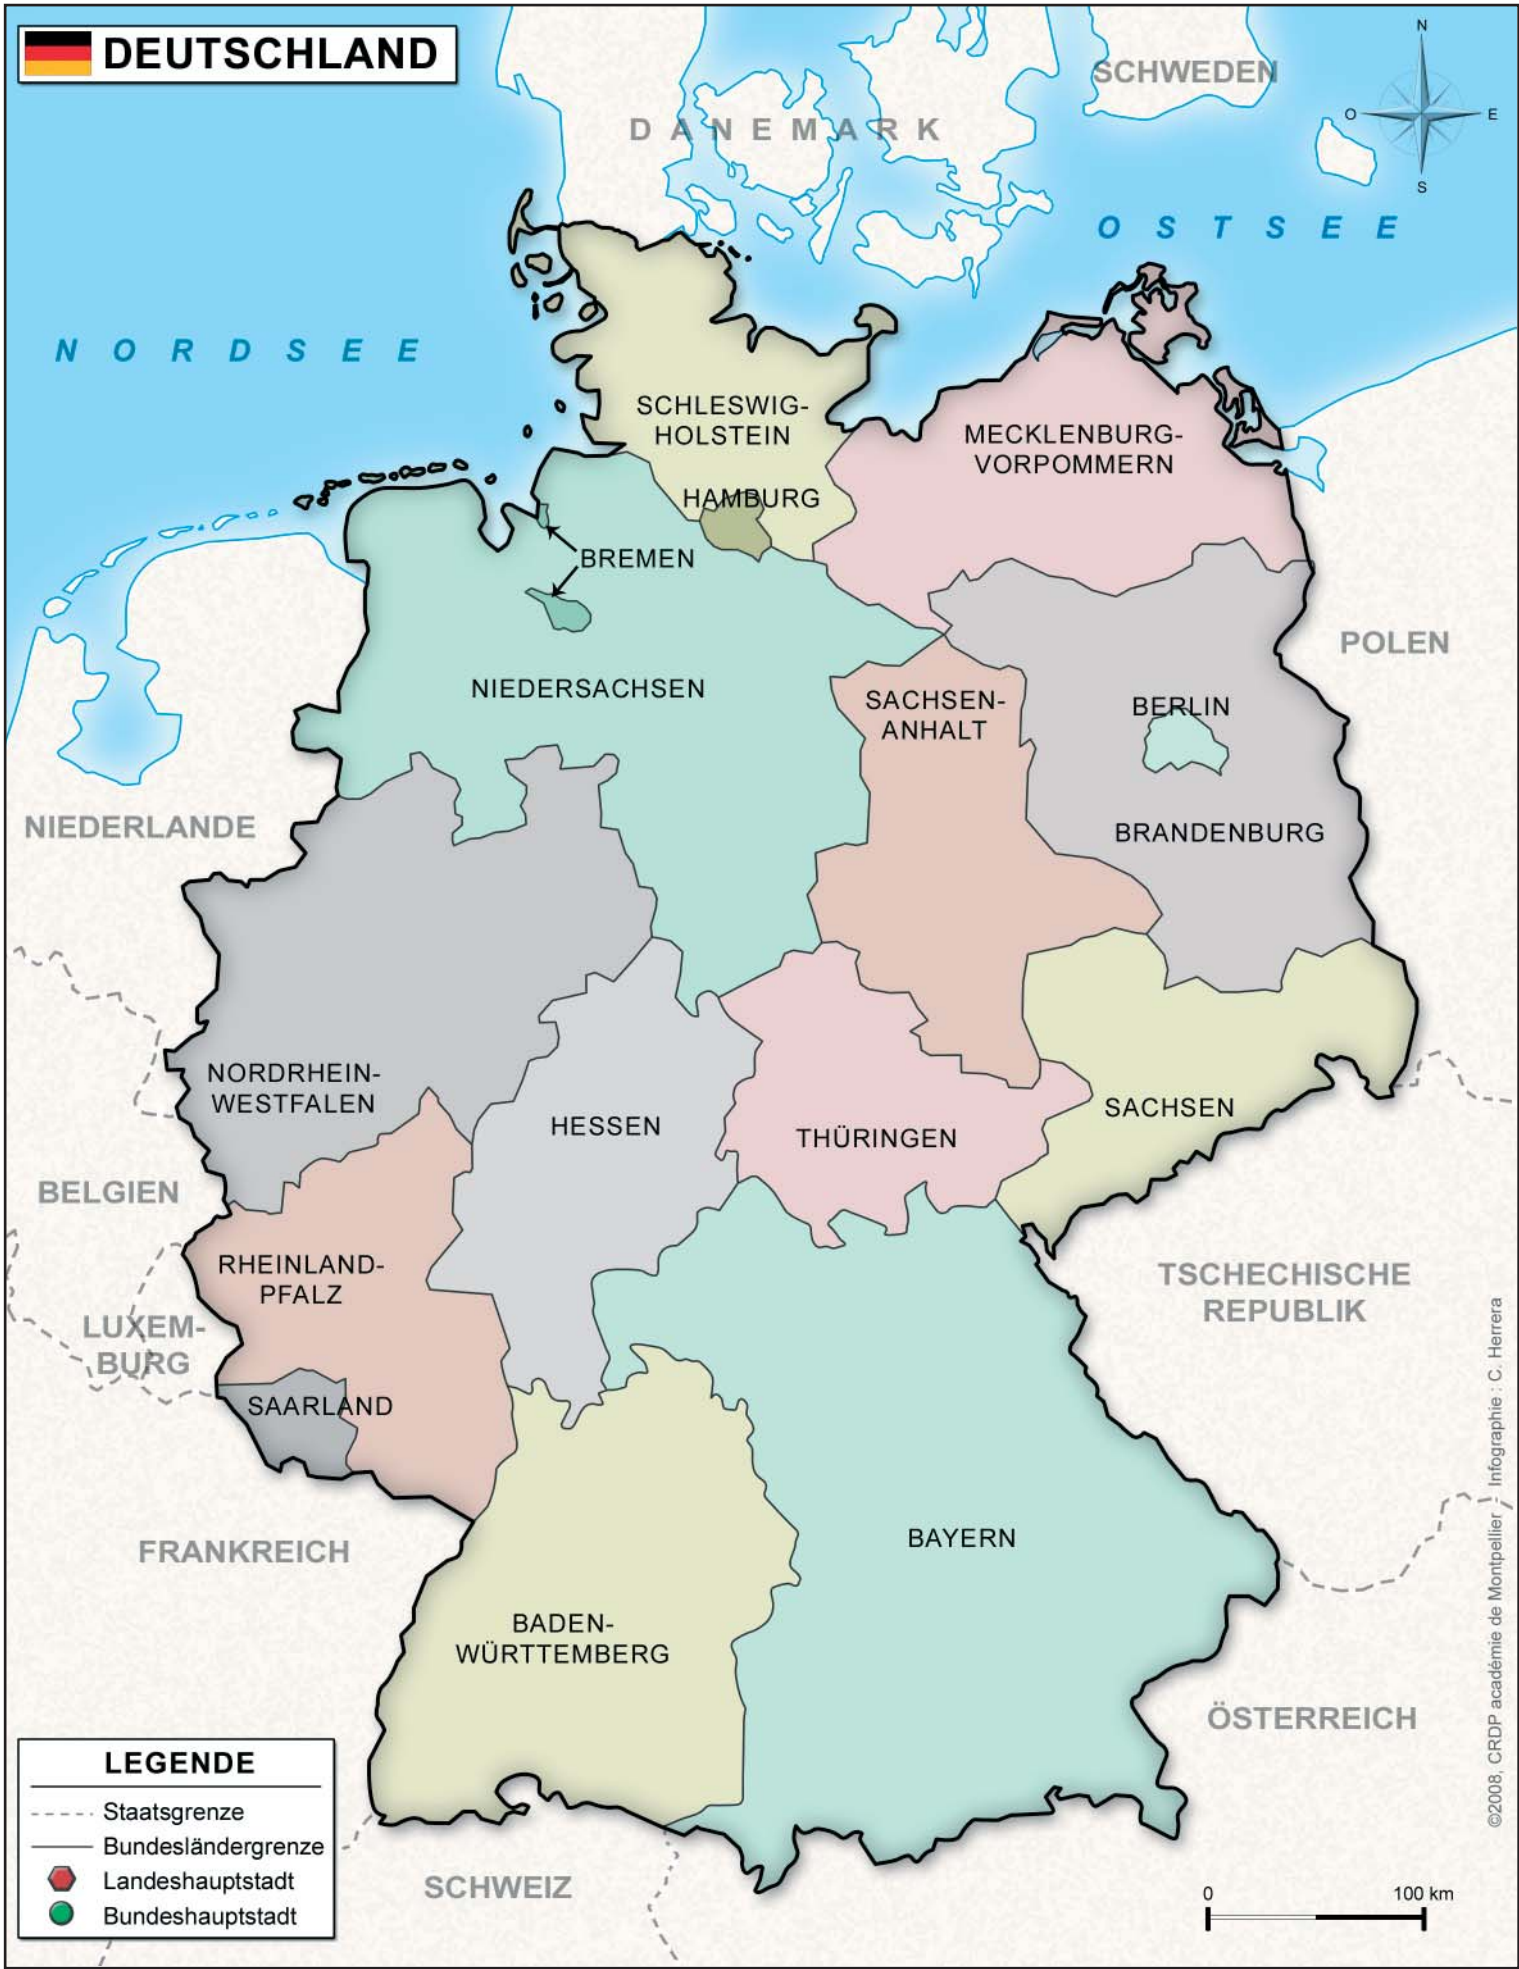 DEUTSCHLAND
N
O
E
S
SCHWEDEN
DÄNEMARK
OSTSEE
NORDSEE
SCHLESWIG-
HOLSTEIN
MECKLENBURG-
VORPOMMERN
HAMBURG
BREMEN
POLEN
NIEDERSACHSEN
SACHSEN-
ANHALT
BERLIN
NIEDERLANDE
BRANDENBURG
NORDRHEIN-
WESTFALEN
HESSEN
THÜRINGEN
SACHSEN
BELGIEN
RHEINLAND-
PFALZ
TSCHECHISCHE
REPUBLIK
LUXEM-
BURG
SAARLAND
FRANKREICH
BAYERN
BADEN-
WÜRTTEMBERG
ÖSTERREICH
SCHWEIZ
LEGENDE
Staatsgrenze
Bundesländergrenze
Landeshauptstadt
Bundeshauptstadt
0 100 km
©2008, CRDP académie de Montpellier - Infographie : C. Herrera